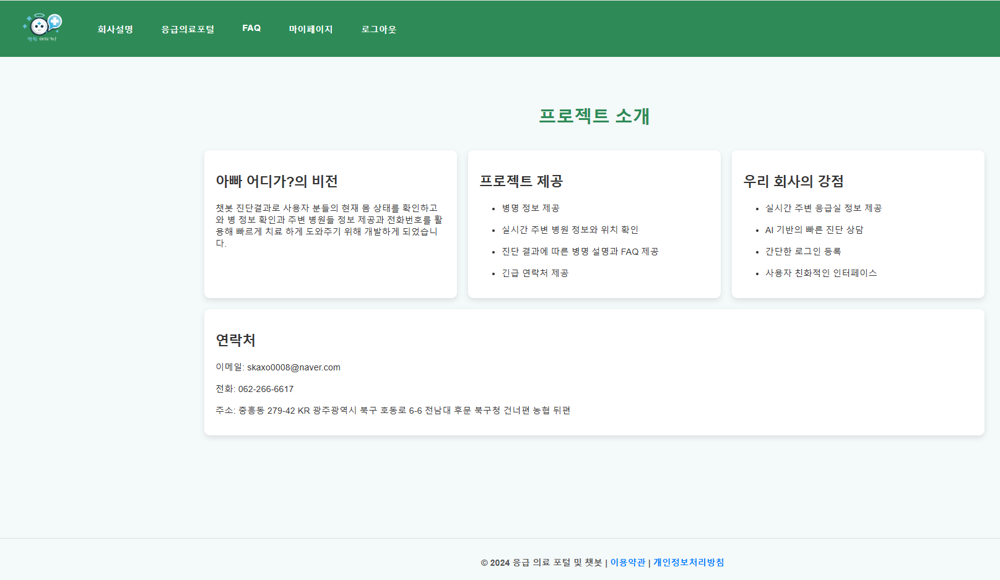 병원 어디가?
회사설명 응급의료포털 FAQ 마이페이지 로그아웃
프로젝트 소개
아빠 어디가?의 비전
챗봇 진단결과로 사용자 분들의 현재 몸 상태를 확인하고
와 병 정보 확인과 주변 병원들 정보 제공과 전화번호를 활
용해 빠르게 치료 하게 도와주기 위해 개발하게 되었습니
다.
프로젝트 제공
• 병명 정보 제공
• 실시간 주변 병원 정보와 위치 확인
• 진단 결과에 따른 병명 설명과 FAQ 제공
• 긴급 연락처 제공
우리 회사의 강점
• 실시간 주변 응급실 정보 제공
• AI 기반의 빠른 진단 상담
• 간단한 로그인 등록
• 사용자 친화적인 인터페이스
연락처
이메일: skaxo0008@naver.com
전화: 062-266-6617
주소: 중흥동 279-42 KR 광주광역시 북구 호동로 6-6 전남대 후문 북구청 건너편 농협 뒤편
© 2024 응급 의료 포털 및 챗봇 | 이용약관 | 개인정보처리방침